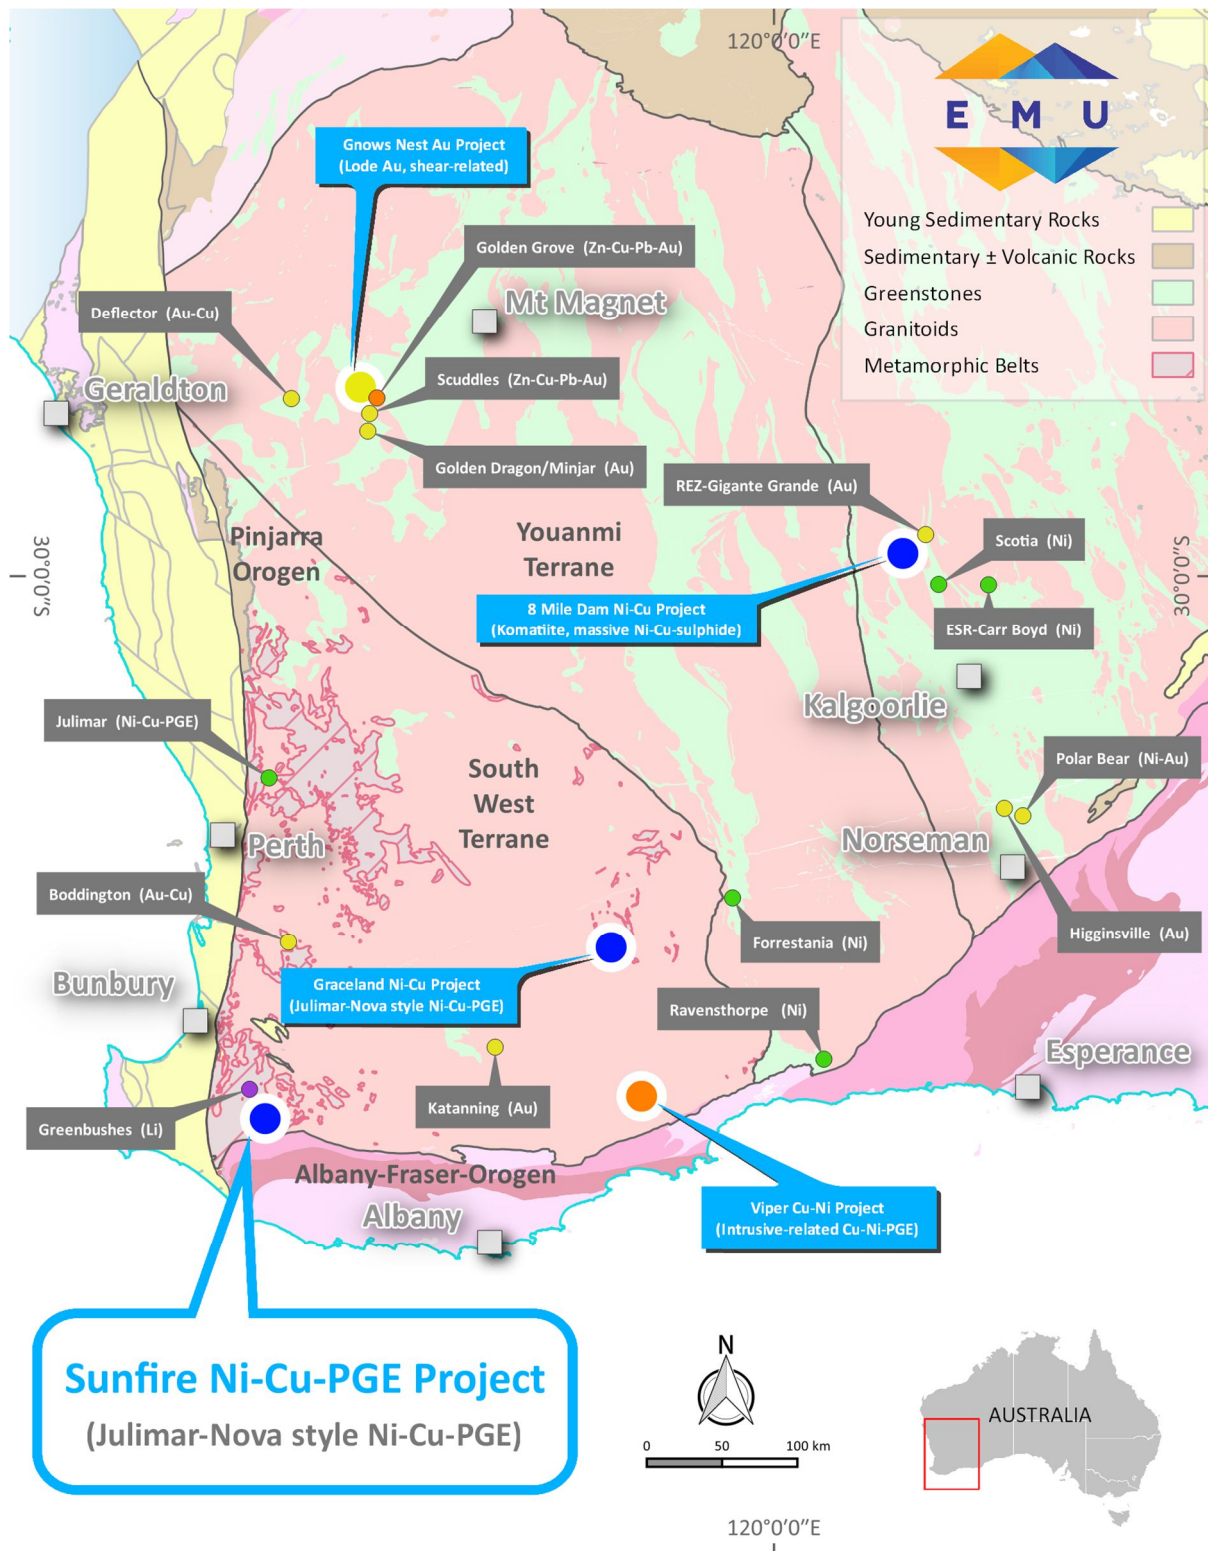 120°0'0"E
EMU
Young Sedimentary Rocks
Sedimentary ± Volcanic Rocks
Greenstones
Granitoids
Metamorphic Belts
Gnows Nest Au Project
(Lode Au, shear-related)
Golden Grove (Zn-Cu-Pb-Au)
Mt Magnet
Deflector (Au-Cu)
Geraldton
Scuddles (Zn-Cu-Pb-Au)
Golden Dragon/Minjar (Au)
REZ-Gigante Grande (Au)
30°0'0"S
Pinjarra
Orogen
Youanmi
Terrane
Scotia (Ni)
30°0'0"S
8 Mile Dam Ni-Cu Project
(Komatiite, massive Ni-Cu-sulphide)
ESR-Carr Boyd (Ni)
Kalgoorlie
Julimar (Ni-Cu-PGE)
South
West
Terrane
Polar Bear (Ni-Au)
Perth
Norseman
Boddington (Au-Cu)
Forrestania (Ni)
Higginsville (Au)
Bunbury
Graceland Ni-Cu Project
(Julimar-Nova style Ni-Cu-PGE)
Ravensthorpe (Ni)
Esperance
Katanning (Au)
Greenbushes (Li)
Albany-Fraser-Orogen
Albany
Viper Cu-Ni Project
(Intrusive-related Cu-Ni-PGE)
Sunfire Ni-Cu-PGE Project
(Julimar-Nova style Ni-Cu-PGE)
N
0 50 100 km
AUSTRALIA
120°0'0"E